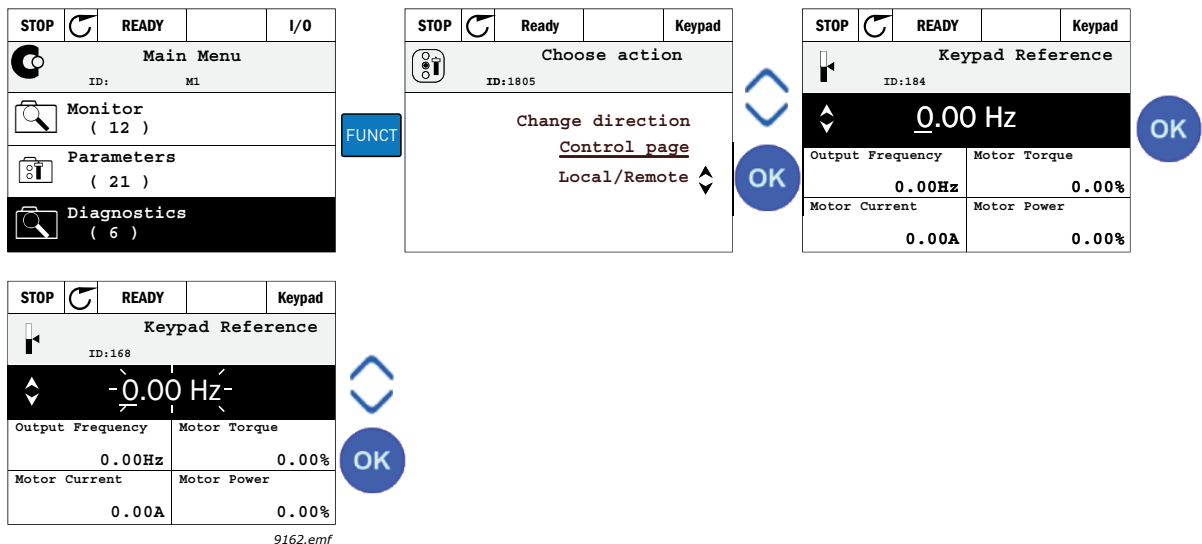 STOP READY I/O
Main Menu
ID: M1
Monitor
( 12 )
Parameters
( 21 )
Diagnostics
( 6 )
FUNCT
STOP Ready Keypad
Choose action
ID:1805
Change direction
Control page
Local/Remote
OK
STOP READY Keypad
Keypad Reference
ID:184
0.00 Hz
Output Frequency Motor Torque
0.00Hz 0.00%
Motor Current Motor Power
0.00A 0.00%
OK
STOP READY Keypad
Keypad Reference
ID:168
0.00 Hz
Output Frequency Motor Torque
0.00Hz 0.00%
Motor Current Motor Power
0.00A 0.00%
OK
9162.emf